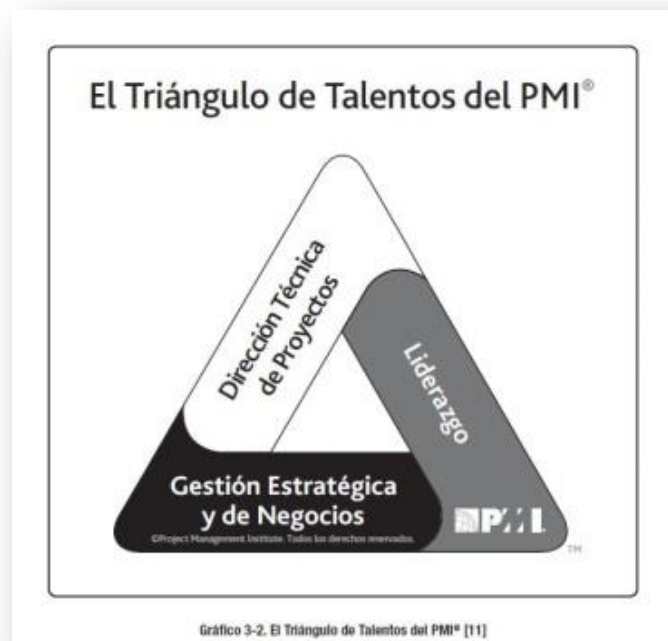 El Triángulo de Talentos del PMI®
Dirección Técnica
de Proyectos
Liderazgo
Gestión Estratégica
y de Negocios
©Project Management Institute. Todos los derechos reservados.
PMI
TM
Gráfico 3-2. El Triángulo de Talentos del PMI® [11]